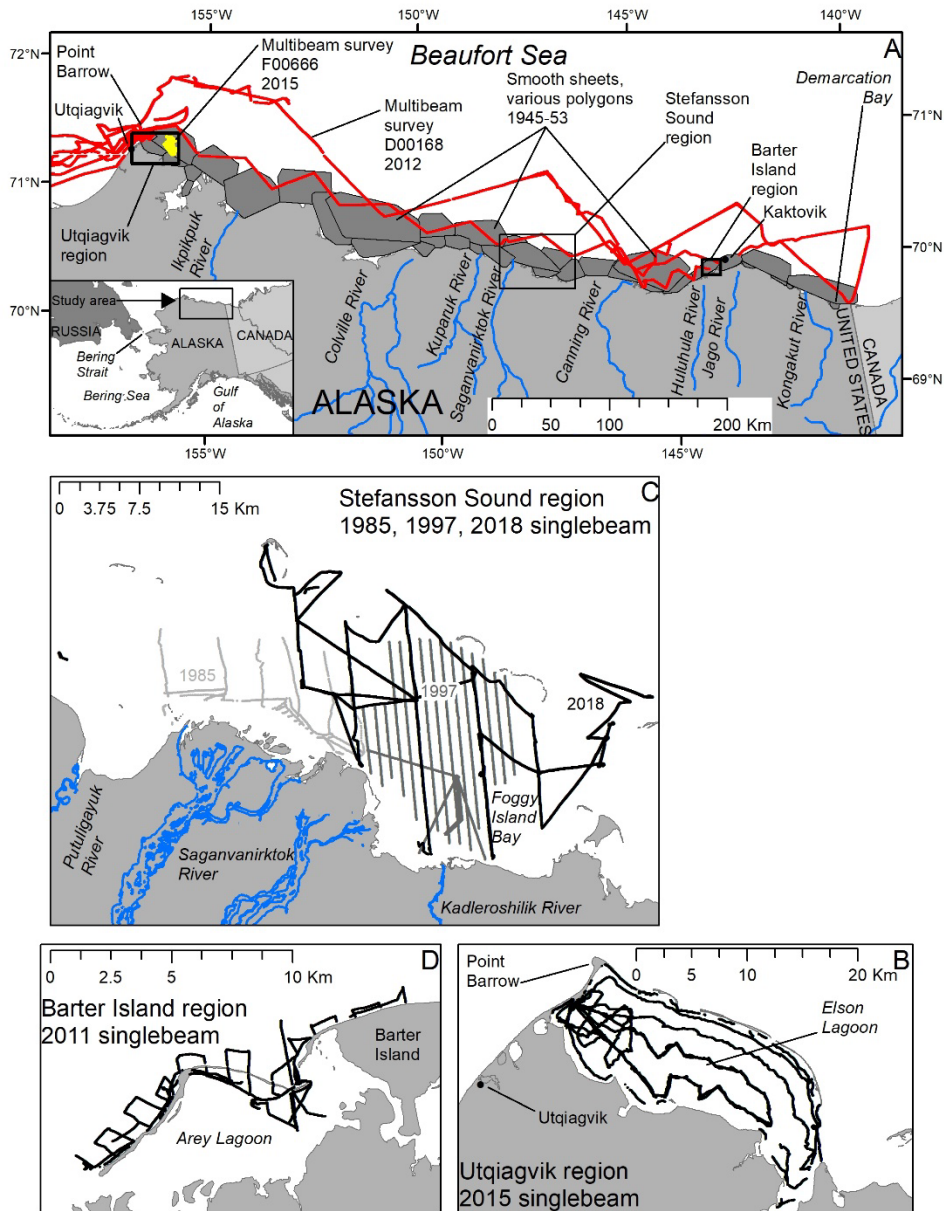 155°W
150°W
145°W
140°W
72°N
71°N
70°N
71°N
70°N
69°N
A
Beaufort Sea
Point
Barrow
Utqiagvik
Multibeam survey
F00666
2015
Multibeam
survey
D00168
2012
Smooth sheets,
various polygons
1945-53
Stefansson
Sound
region
Demarcation
Bay
Barter
Island
region
Kaktovik
Utqiagvik
region
Ikpikpuk
River
Colville River
Kuparuk River
Saganvanirktok River
Canning River
Huluhula River
Jago River
Kongakut River
UNITED STATES
CANADA
ALASKA
0 50 100 200 Km
Study area
RUSSIA
ALASKA
CANADA
Bering
Strait
Bering Sea
Gulf
of
Alaska
155°W
150°W
145°W
C
0 3.75 7.5 15 Km
Stefansson Sound region
1985, 1997, 2018 singlebeam
1985
1997
2018
Foggy
Island
Bay
Putuligayuk
River
Saganvanirktok
River
Kadleroshilik River
D
0 2.5 5 10 Km
Barter Island region
2011 singlebeam
Barter
Island
Arey Lagoon
B
Point
Barrow
0 5 10 20 Km
Elson
Lagoon
Utqiagvik
Utqiagvik region
2015 singlebeam